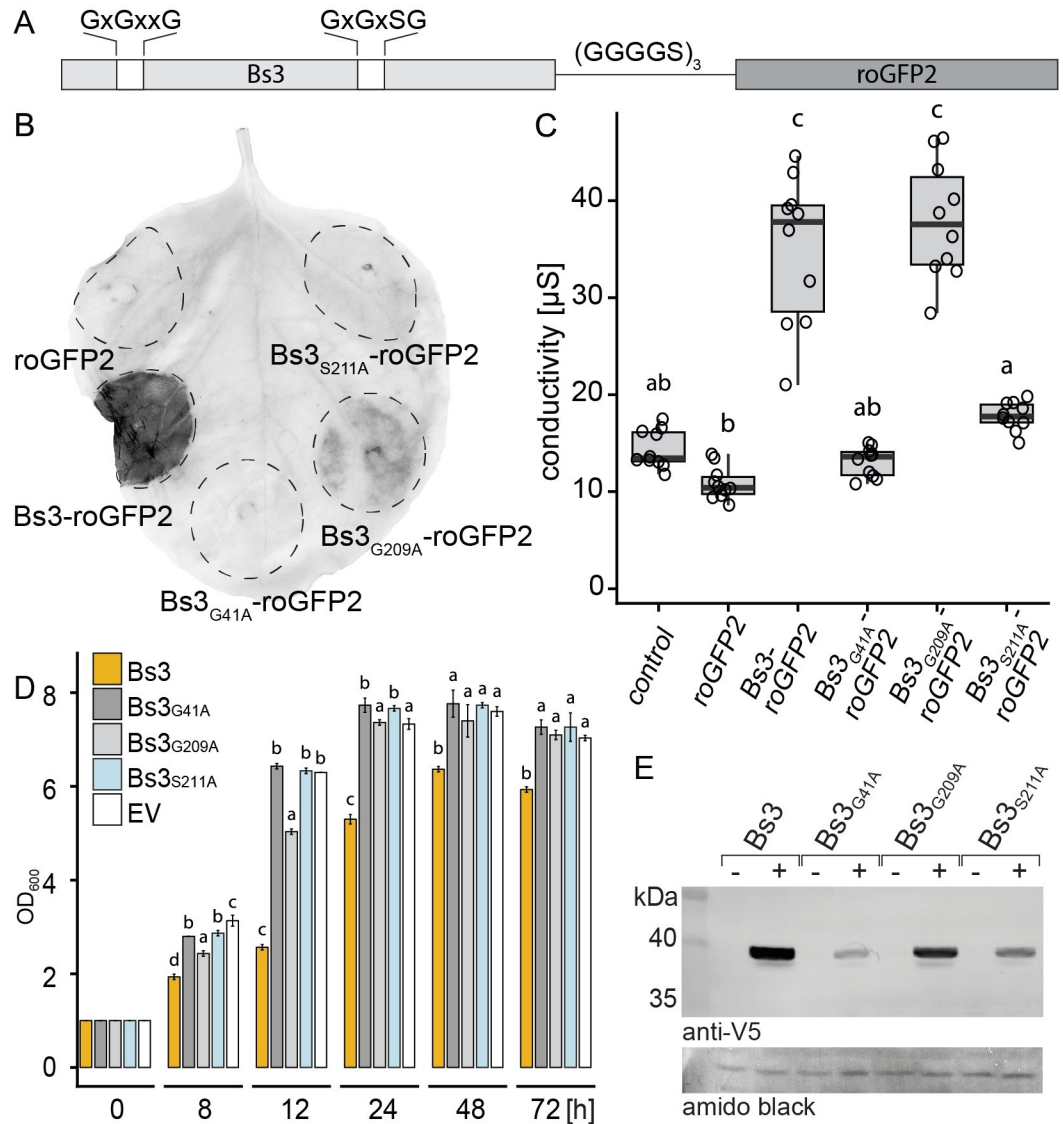 A
GxGxxG
GxGxSG
Bs3
(GGGGS)3
roGFP2
B
roGFP2
Bs3S211A-roGFP2
Bs3-roGFP2
Bs3G209A-roGFP2
Bs3G41A-roGFP2
C
conductivity [µS]
40
30
20
10
0
ab
b
c
ab
c
a
control
roGFP2
Bs3-
roGFP2
Bs3G41A-
roGFP2
Bs3G209A-
roGFP2
Bs3S211A-
roGFP2
D
Bs3
Bs3G41A
Bs3G209A
Bs3S211A
EV
OD600
8
6
4
2
0
d b a b c
c b a b b
c b a b a
b a a a a
b a a a a
0 8 12 24 48 72 [h]
E
Bs3
Bs3G41A
Bs3G209A
Bs3S211A
- + - + - + - +
kDa
40
35
anti-V5
amido black